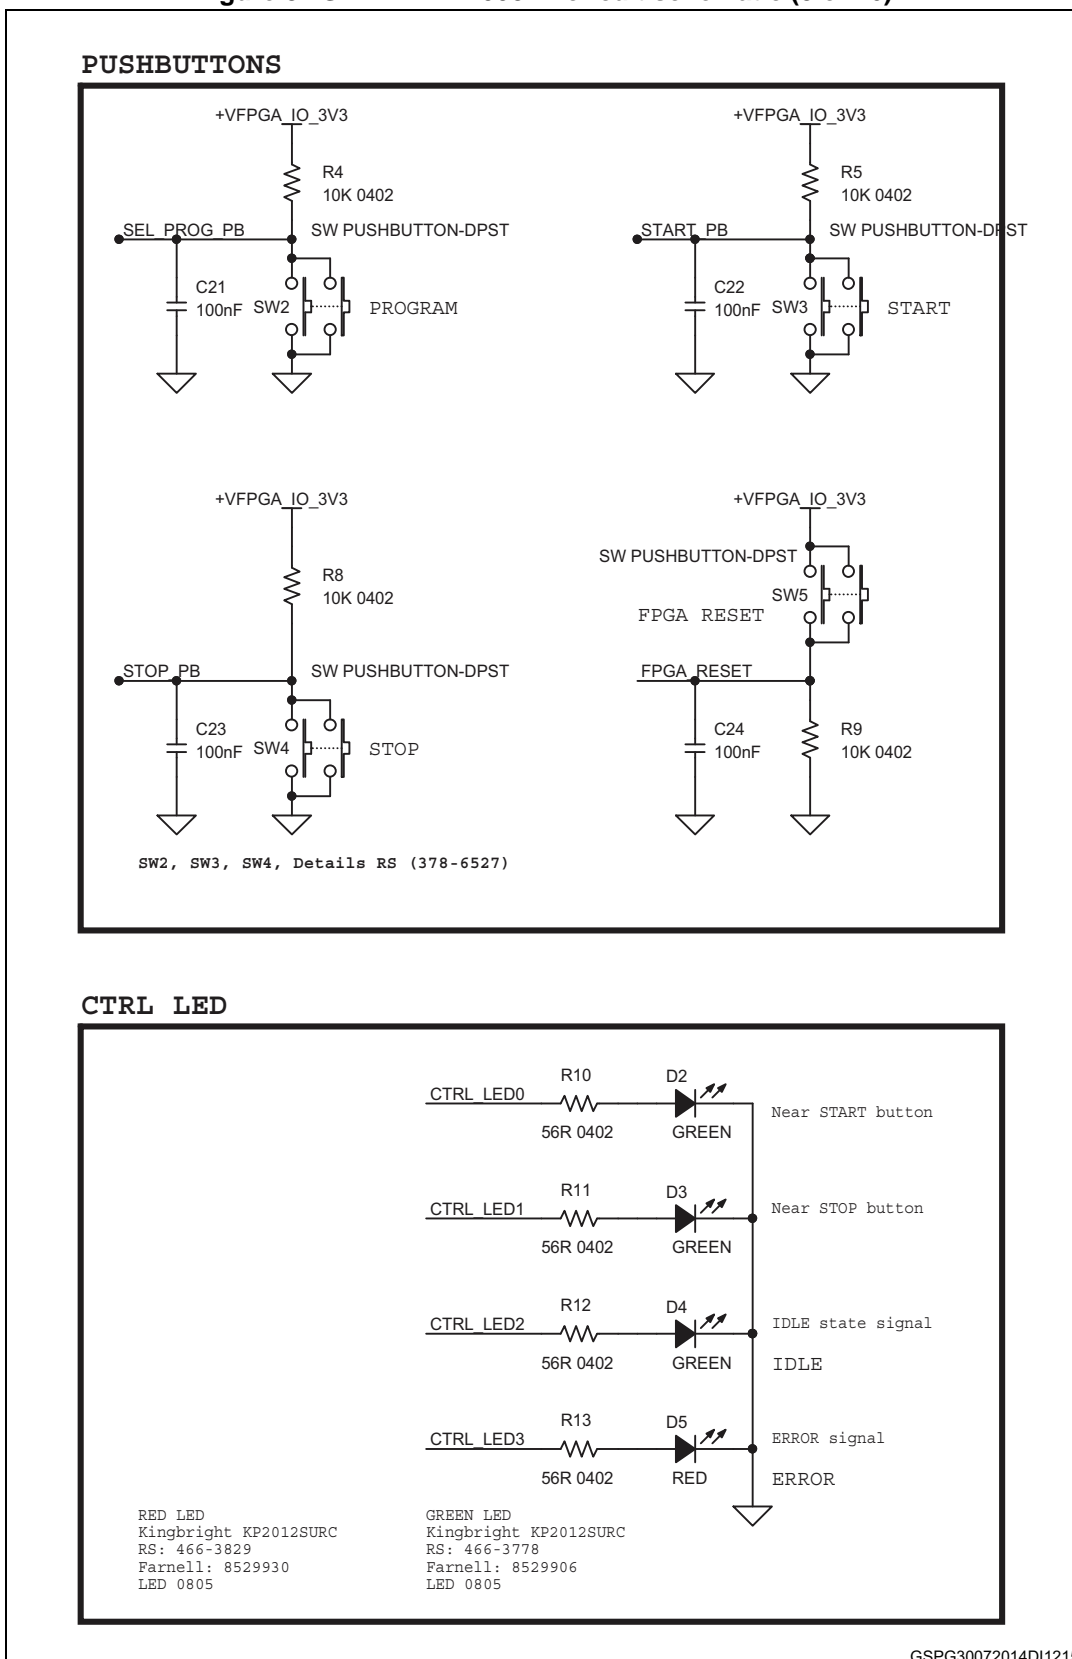 PUSHBUTTONS
+VFPGA_IO_3V3
R4
10K 0402
SEL_PROG_PB
SW PUSHBUTTON-DPST
C21
100nF
SW2
PROGRAM
+VFPGA_IO_3V3
R5
10K 0402
START_PB
SW PUSHBUTTON-DPST
C22
100nF
SW3
START
+VFPGA_IO_3V3
R8
10K 0402
STOP_PB
SW PUSHBUTTON-DPST
C23
100nF
SW4
STOP
+VFPGA_IO_3V3
SW PUSHBUTTON-DPST
SW5
FPGA RESET
FPGA_RESET
C24
100nF
R9
10K 0402
SW2, SW3, SW4, Details RS (378-6527)
CTRL LED
CTRL_LED0
R10
56R 0402
D2
GREEN
Near START button
CTRL_LED1
R11
56R 0402
D3
GREEN
Near STOP button
CTRL_LED2
R12
56R 0402
D4
GREEN
IDLE state signal
IDLE
CTRL_LED3
R13
56R 0402
D5
RED
ERROR signal
ERROR
RED LED
Kingbright KP2012SURC
RS: 466-3829
Farnell: 8529930
LED 0805
GREEN LED
Kingbright KP2012SURC
RS: 466-3778
Farnell: 8529906
LED 0805